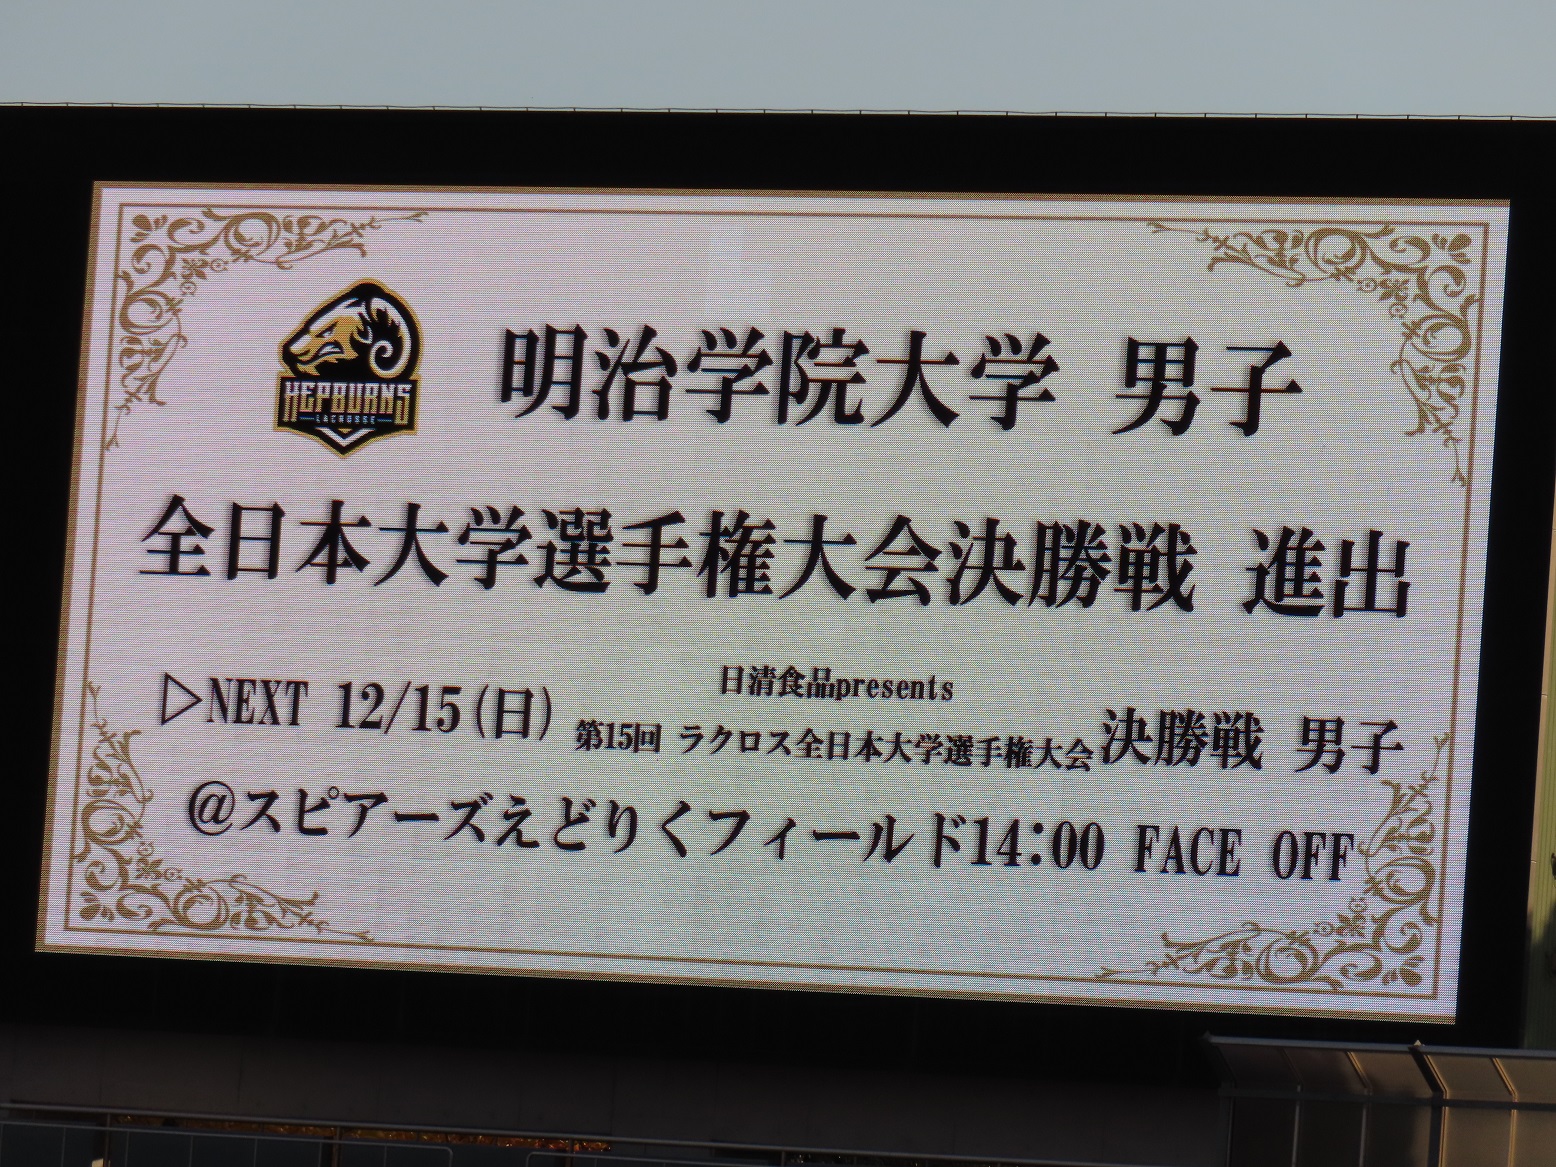 HEPBURNS
LACROSSE
明治学院大学 男子
全日本大学選手権大会決勝戦 進出
▷NEXT 12/15(日)
日清食品presents
第15回 ラクロス全日本大学選手権大会決勝戦 男子
@スピアーズえどりくフィールド14:00 FACE OFF